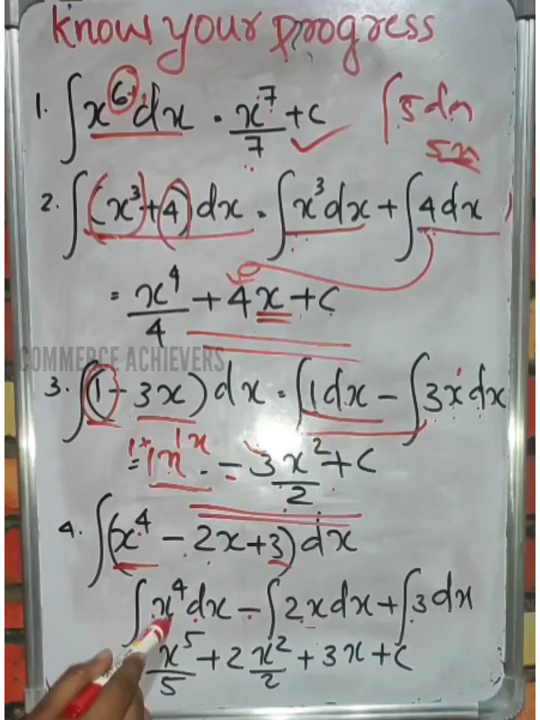 Know your progress
1. ∫x⁶dx = x⁷/7 + c ∫5dx
5x
2. ∫(x³+4)dx = ∫x³dx + ∫4dx
= x⁴/4 + 4x + c
COMMERCE ACHIEVERS
3. ∫(1-3x)dx = ∫1dx - ∫3x¹dx
= 1x - 3x²/2 + c
4. ∫(x⁴ - 2x+3)dx
∫x⁴dx - ∫2xdx + ∫3dx
x⁵/5 + 2x²/2 + 3x + c